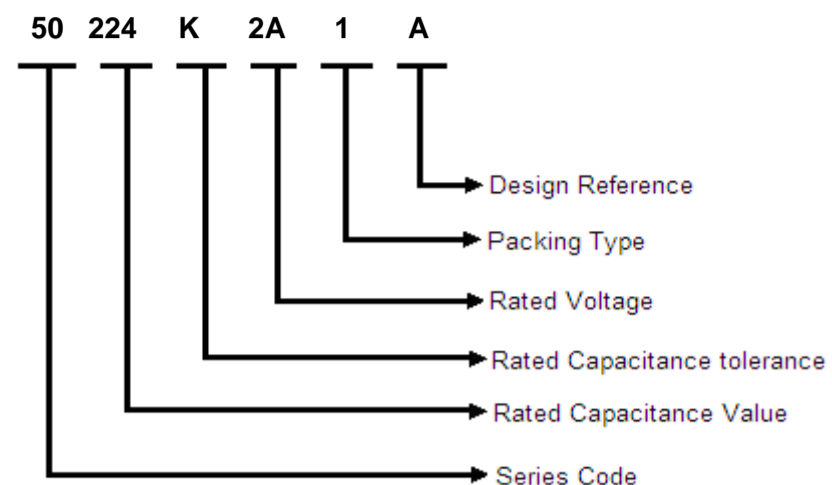 50 224 K 2A 1 A
Design Reference
Packing Type
Rated Voltage
Rated Capacitance tolerance
Rated Capacitance Value
Series Code